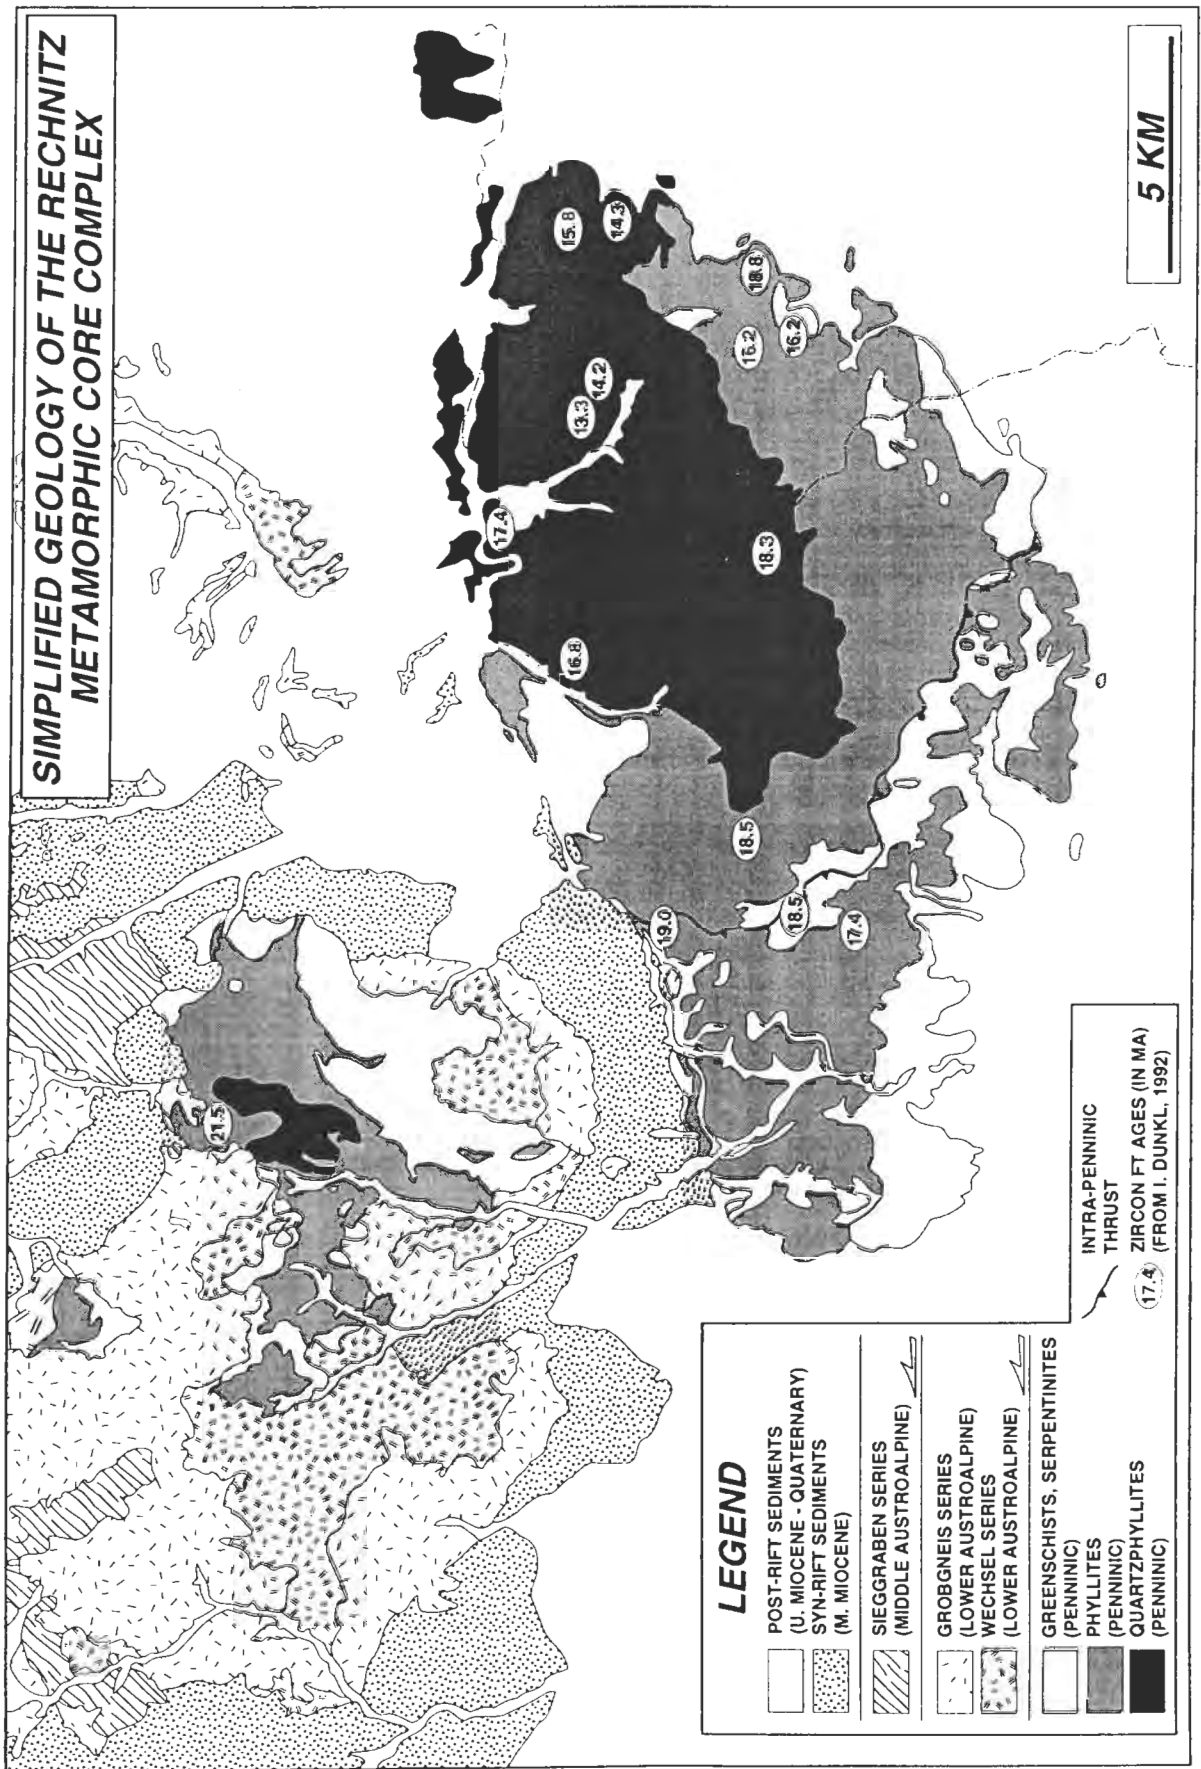 SIMPLIFIED GEOLOGY OF THE RECHNITZ
METAMORPHIC CORE COMPLEX
21.5
19.0
18.5
18.5
17.4
16.8
17.4
18.3
13.3
14.2
15.8
14.3
16.2
16.2
18.8
5 KM
LEGEND
POST-RIFT SEDIMENTS
(U. MIOCENE - QUATERNARY)
SYN-RIFT SEDIMENTS
(M. MIOCENE)
SIEGGRABEN SERIES
(MIDDLE AUSTROALPINE)
GROBGNEIS SERIES
(LOWER AUSTROALPINE)
WECHSEL SERIES
(LOWER AUSTROALPINE)
GREENSCHISTS, SERPENTINITES
(PENNINIC)
PHYLLITES
(PENNINIC)
QUARTZPHYLLITES
(PENNINIC)
INTRA-PENNINIC
THRUST
17.4
ZIRCON FT AGES (IN MA)
(FROM I. DUNKL, 1992)